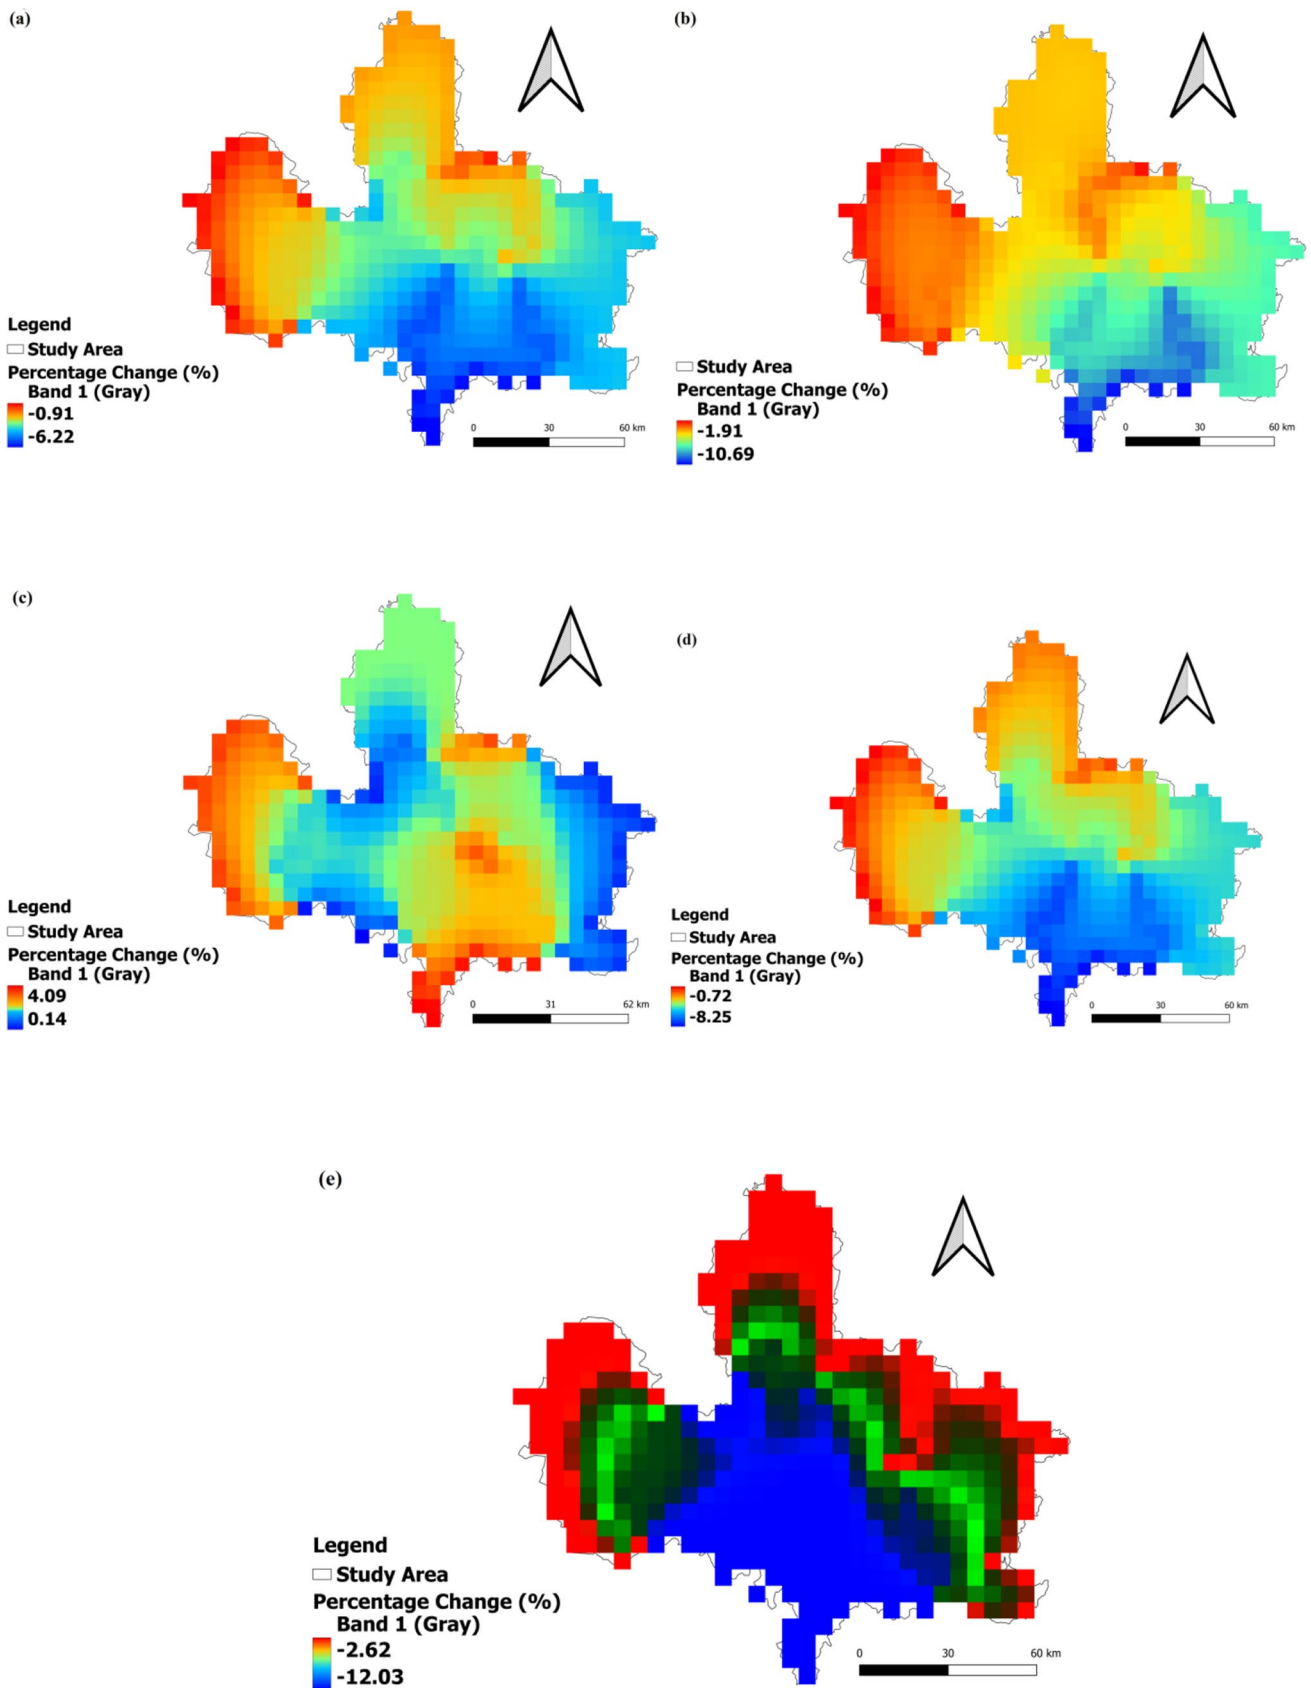 (a)
Legend
Study Area
Percentage Change (%)
Band 1 (Gray)
-0.91
-6.22
0 30 60 km
(b)
Study Area
Percentage Change (%)
Band 1 (Gray)
-1.91
-10.69
0 30 60 km
(c)
Legend
Study Area
Percentage Change (%)
Band 1 (Gray)
4.09
0.14
0 31 62 km
(d)
Legend
Study Area
Percentage Change (%)
Band 1 (Gray)
-0.72
-8.25
0 30 60 km
(e)
Legend
Study Area
Percentage Change (%)
Band 1 (Gray)
-2.62
-12.03
0 30 60 km